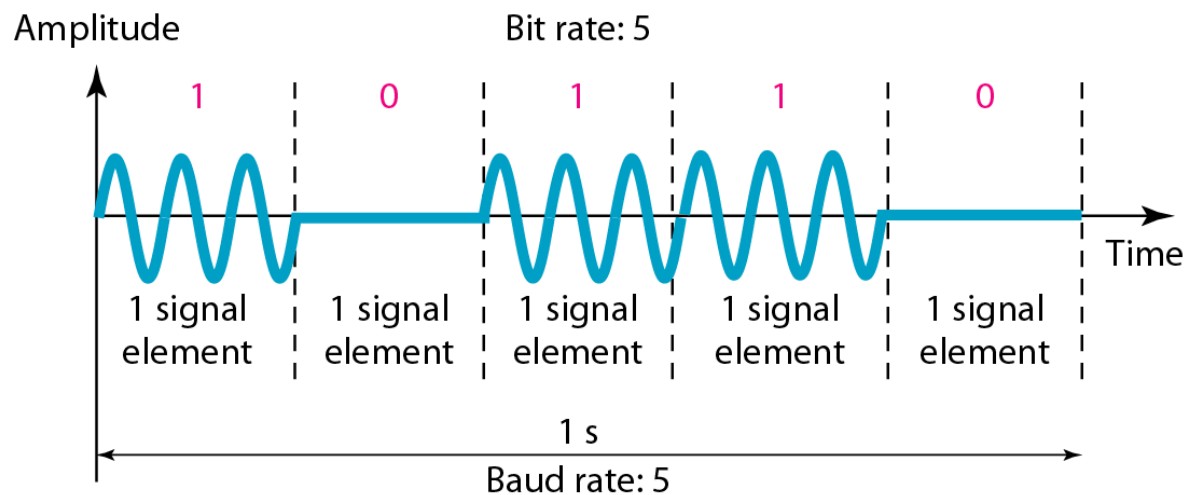 Amplitude
Bit rate: 5
1 0 1 1 0
Time
1 signal 1 signal 1 signal 1 signal 1 signal
element element element element element
1 s
Baud rate: 5